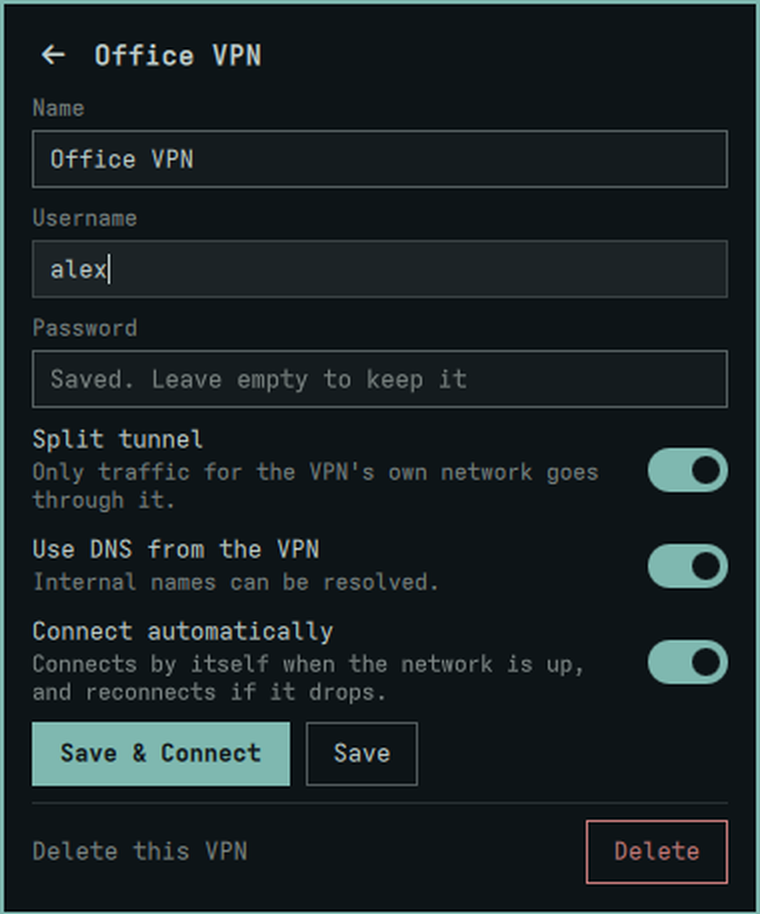 ← Office VPN
Name
Office VPN
Username
alex
Password
Saved. Leave empty to keep it
Split tunnel
Only traffic for the VPN's own network goes
through it.
Use DNS from the VPN
Internal names can be resolved.
Connect automatically
Connects by itself when the network is up,
and reconnects if it drops.
Save & Connect Save
Delete this VPN Delete